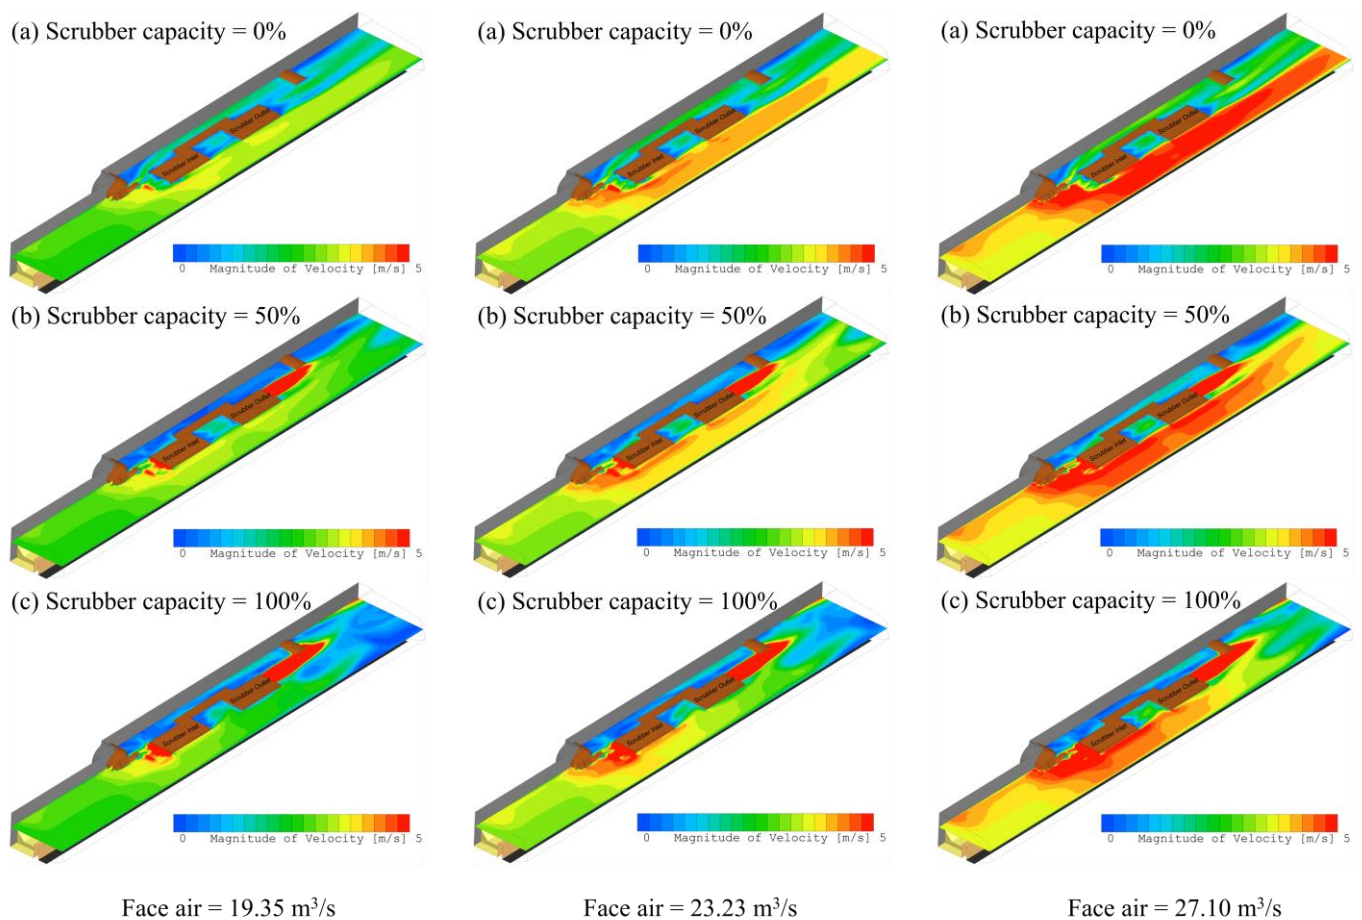 (a) Scrubber capacity = 0%
(a) Scrubber capacity = 0%
(a) Scrubber capacity = 0%
Scrubber Outlet
Scrubber Inlet
Scrubber Outlet
Scrubber Inlet
Scrubber Outlet
Scrubber Inlet
0 Magnitude of Velocity [m/s] 5
0 Magnitude of Velocity [m/s] 5
0 Magnitude of Velocity [m/s] 5
(b) Scrubber capacity = 50%
(b) Scrubber capacity = 50%
(b) Scrubber capacity = 50%
Scrubber Outlet
Scrubber Inlet
Scrubber Outlet
Scrubber Inlet
Scrubber Outlet
Scrubber Inlet
0 Magnitude of Velocity [m/s] 5
0 Magnitude of Velocity [m/s] 5
0 Magnitude of Velocity [m/s] 5
(c) Scrubber capacity = 100%
(c) Scrubber capacity = 100%
(c) Scrubber capacity = 100%
Scrubber Outlet
Scrubber Inlet
Scrubber Outlet
Scrubber Inlet
Scrubber Outlet
Scrubber Inlet
0 Magnitude of Velocity [m/s] 5
0 Magnitude of Velocity [m/s] 5
0 Magnitude of Velocity [m/s] 5
Face air = 19.35 m³/s
Face air = 23.23 m³/s
Face air = 27.10 m³/s